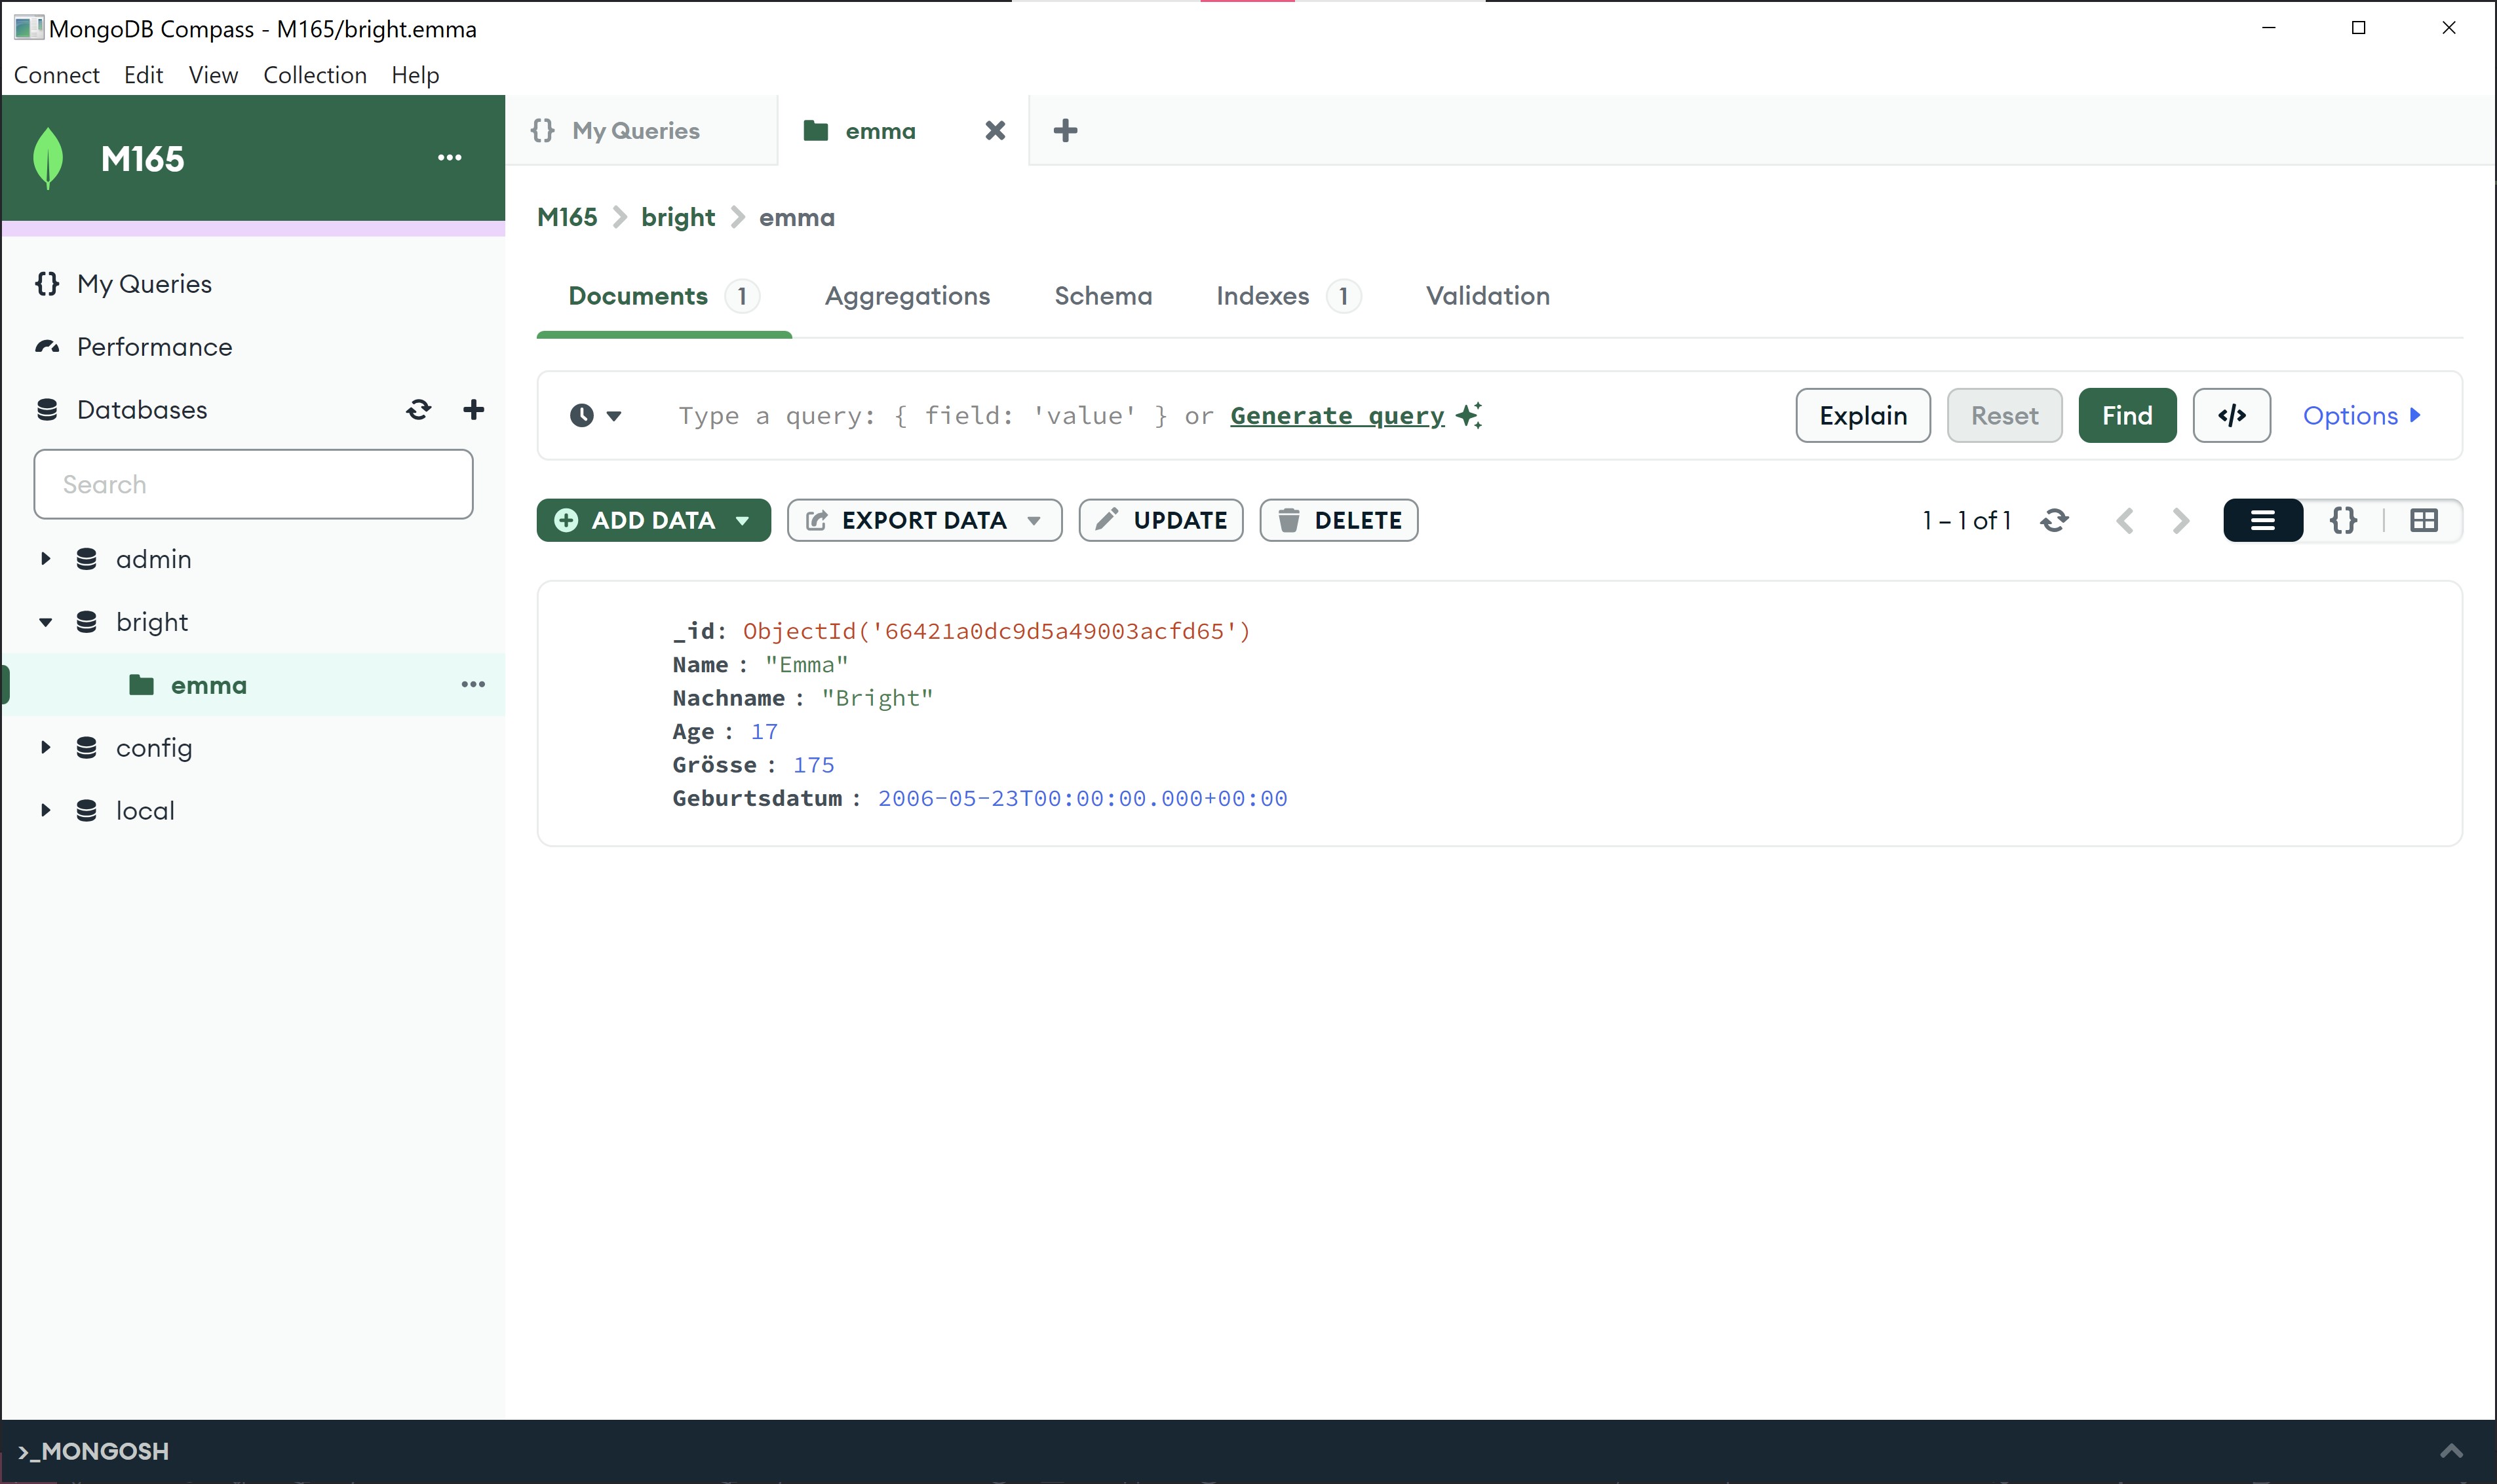 MongoDB Compass - M165/bright.emma
Connect Edit View Collection Help
M165
My Queries
Performance
Databases
Search
admin
bright
emma
config
local
{} My Queries
emma
M165 > bright > emma
Documents 1 Aggregations Schema Indexes 1 Validation
Type a query: { field: 'value' } or Generate query
Explain Reset Find </> Options
ADD DATA EXPORT DATA UPDATE DELETE 1 – 1 of 1 {}
_id: ObjectId('66421a0dc9d5a49003acfd65')
Name : "Emma"
Nachname : "Bright"
Age : 17
Grösse : 175
Geburtsdatum : 2006-05-23T00:00:00.000+00:00
>_MONGOSH